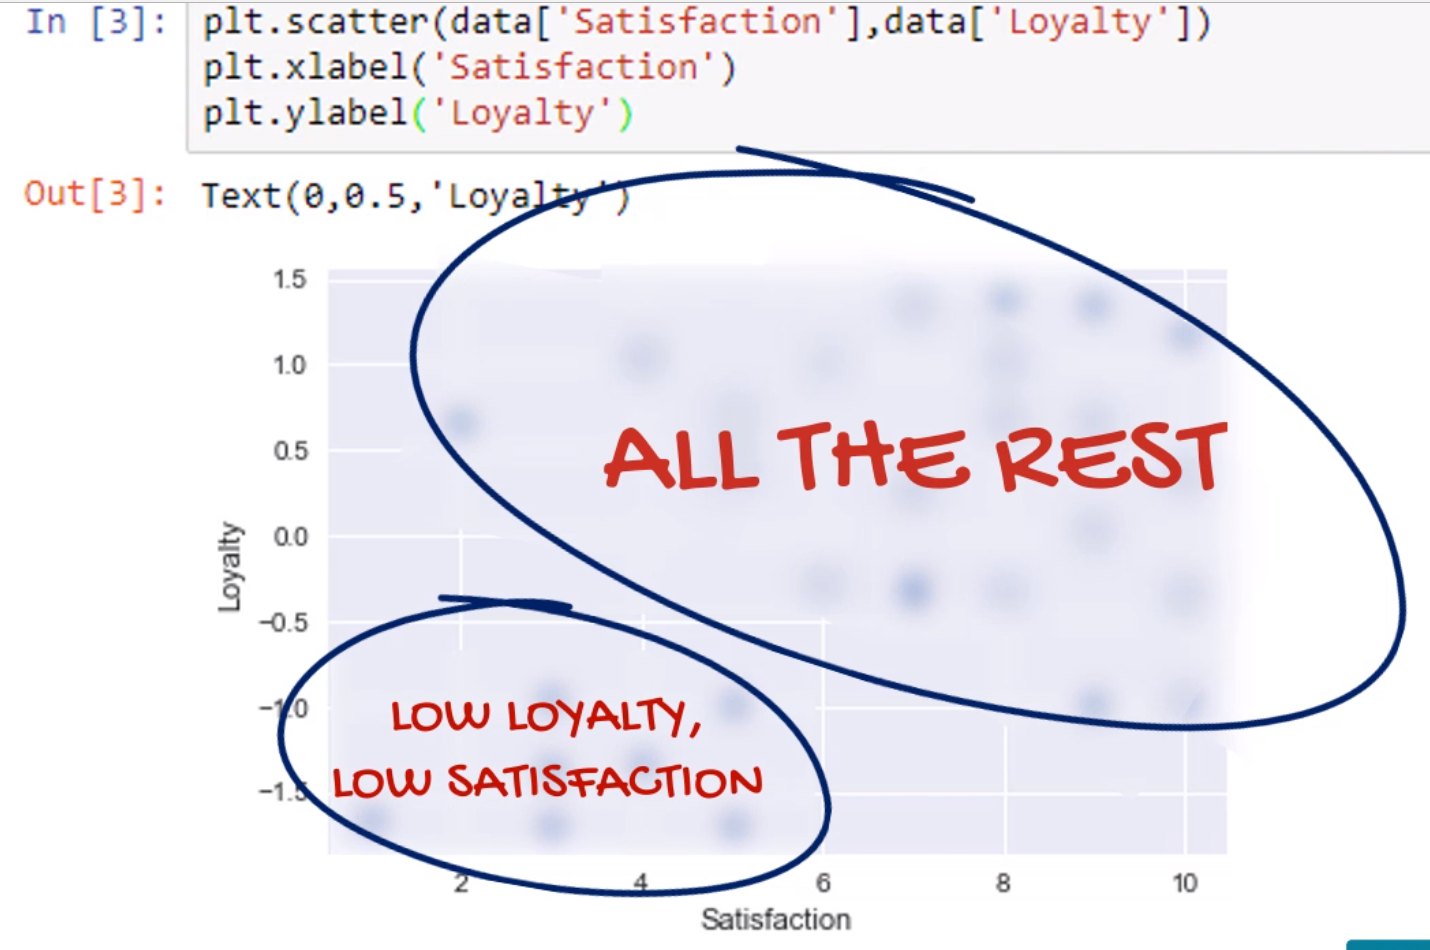 In [3]: plt.scatter(data['Satisfaction'],data['Loyalty'])
plt.xlabel('Satisfaction')
plt.ylabel('Loyalty')
Out[3]: Text(0,0.5,'Loyalty')
1.5
1.0
0.5
0.0
−0.5
−1.0
−1.5
Loyalty
ALL THE REST
LOW LOYALTY,
LOW SATISFACTION
2 4 6 8 10
Satisfaction